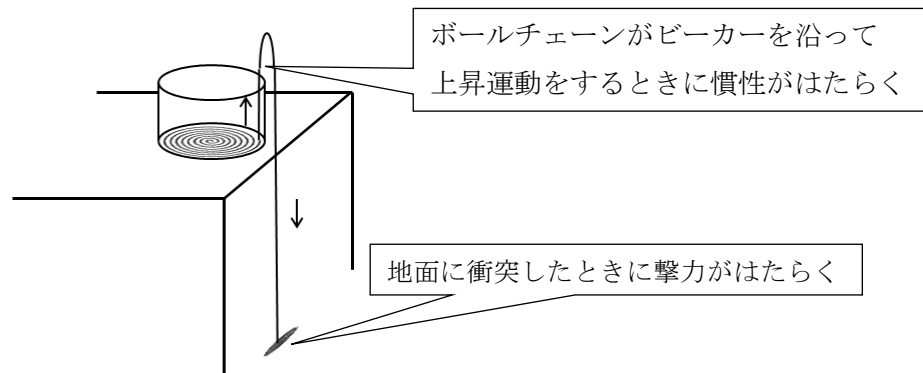 ボールチェーンがビーカーを沿って
上昇運動をするときに慣性がはたらく
地面に衝突したときに撃力がはたらく